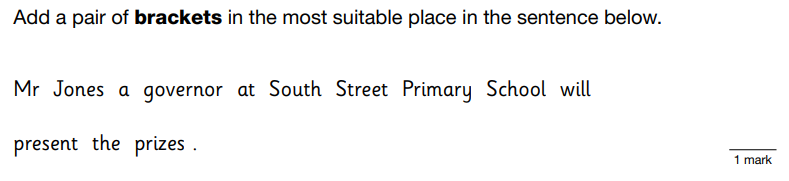 Add a pair of brackets in the most suitable place in the sentence below.
Mr Jones a governor at South Street Primary School will
present the prizes .
1 mark